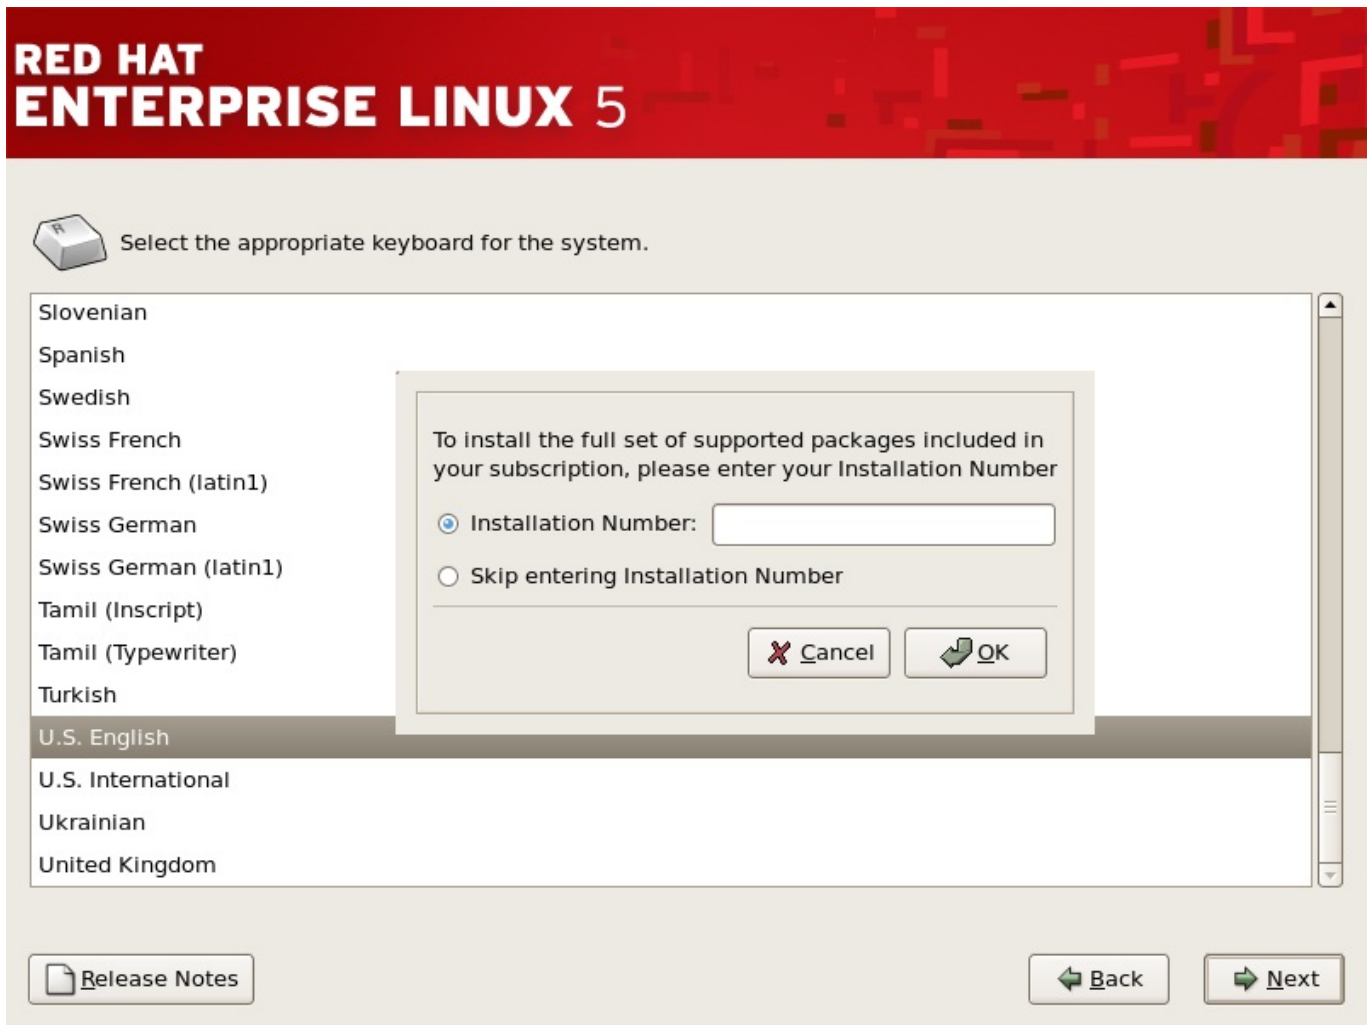 RED HAT
ENTERPRISE LINUX 5
R
Select the appropriate keyboard for the system.
Slovenian
Spanish
Swedish
Swiss French
Swiss French (latin1)
Swiss German
Swiss German (latin1)
Tamil (Inscript)
Tamil (Typewriter)
Turkish
U.S. English
U.S. International
Ukrainian
United Kingdom
To install the full set of supported packages included in
your subscription, please enter your Installation Number
Installation Number:
Skip entering Installation Number
Cancel OK
Release Notes Back Next